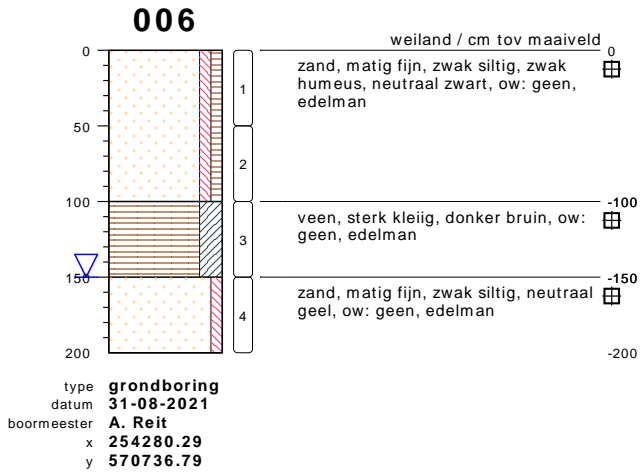 006
weiland / cm tov maaiveld
0
0
zand, matig fijn, zwak siltig, zwak
humeus, neutraal zwart, ow: geen,
edelman
1
50
2
100
-100
veen, sterk kleiig, donker bruin, ow:
geen, edelman
3
150
-150
zand, matig fijn, zwak siltig, neutraal
geel, ow: geen, edelman
4
200
-200
type grondboring
datum 31-08-2021
boormeester A. Reit
x 254280.29
y 570736.79